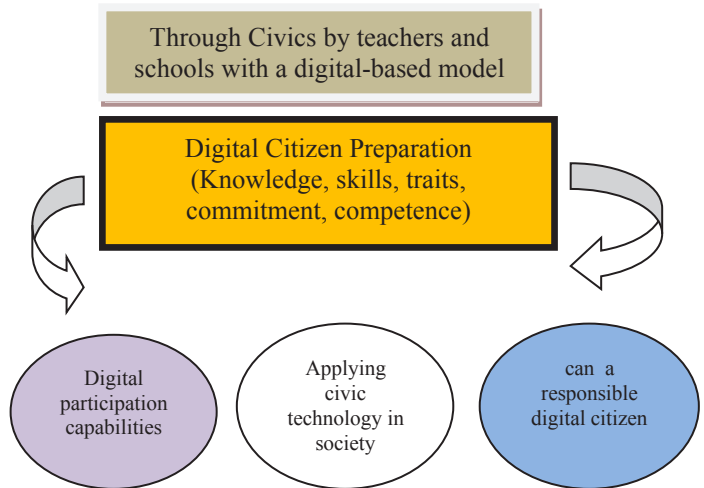 Through Civics by teachers and
schools with a digital-based model
Digital Citizen Preparation
(Knowledge, skills, traits,
commitment, competence)
Digital
participation
capabilities
Applying
civic
technology in
society
can a
responsible
digital citizen